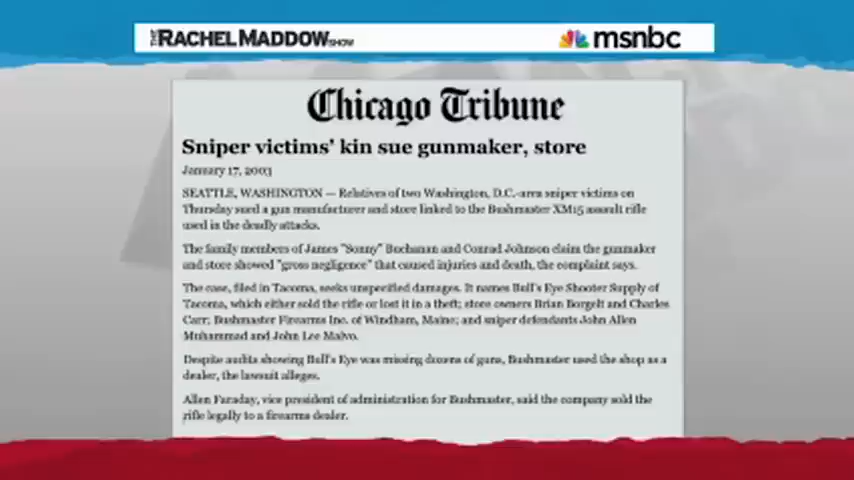 THE RACHEL MADDOW SHOW
msnbc
Chicago Tribune
Sniper victims' kin sue gunmaker, store
January 17, 2003
SEATTLE, WASHINGTON — Relatives of two Washington, D.C.-area sniper victims on
Thursday sued a gun manufacturer and store linked to the Bushmaster XM15 assault rifle
used in the deadly attacks.
The family members of James "Sonny" Buchanan and Conrad Johnson claim the gunmaker
and store showed "gross negligence" that caused injuries and death, the complaint says.
The case, filed in Tacoma, seeks unspecified damages. It names Bull's Eye Shooter Supply of
Tacoma, which either sold the rifle or lost it in a theft; store owners Brian Borgelt and Charles
Carr; Bushmaster Firearms Inc. of Windham, Maine; and sniper defendants John Allen
Muhammad and John Lee Malvo.
Despite audits showing Bull's Eye was missing dozens of guns, Bushmaster used the shop as a
dealer, the lawsuit alleges.
Allen Faraday, vice president of administration for Bushmaster, said the company sold the
rifle legally to a firearms dealer.